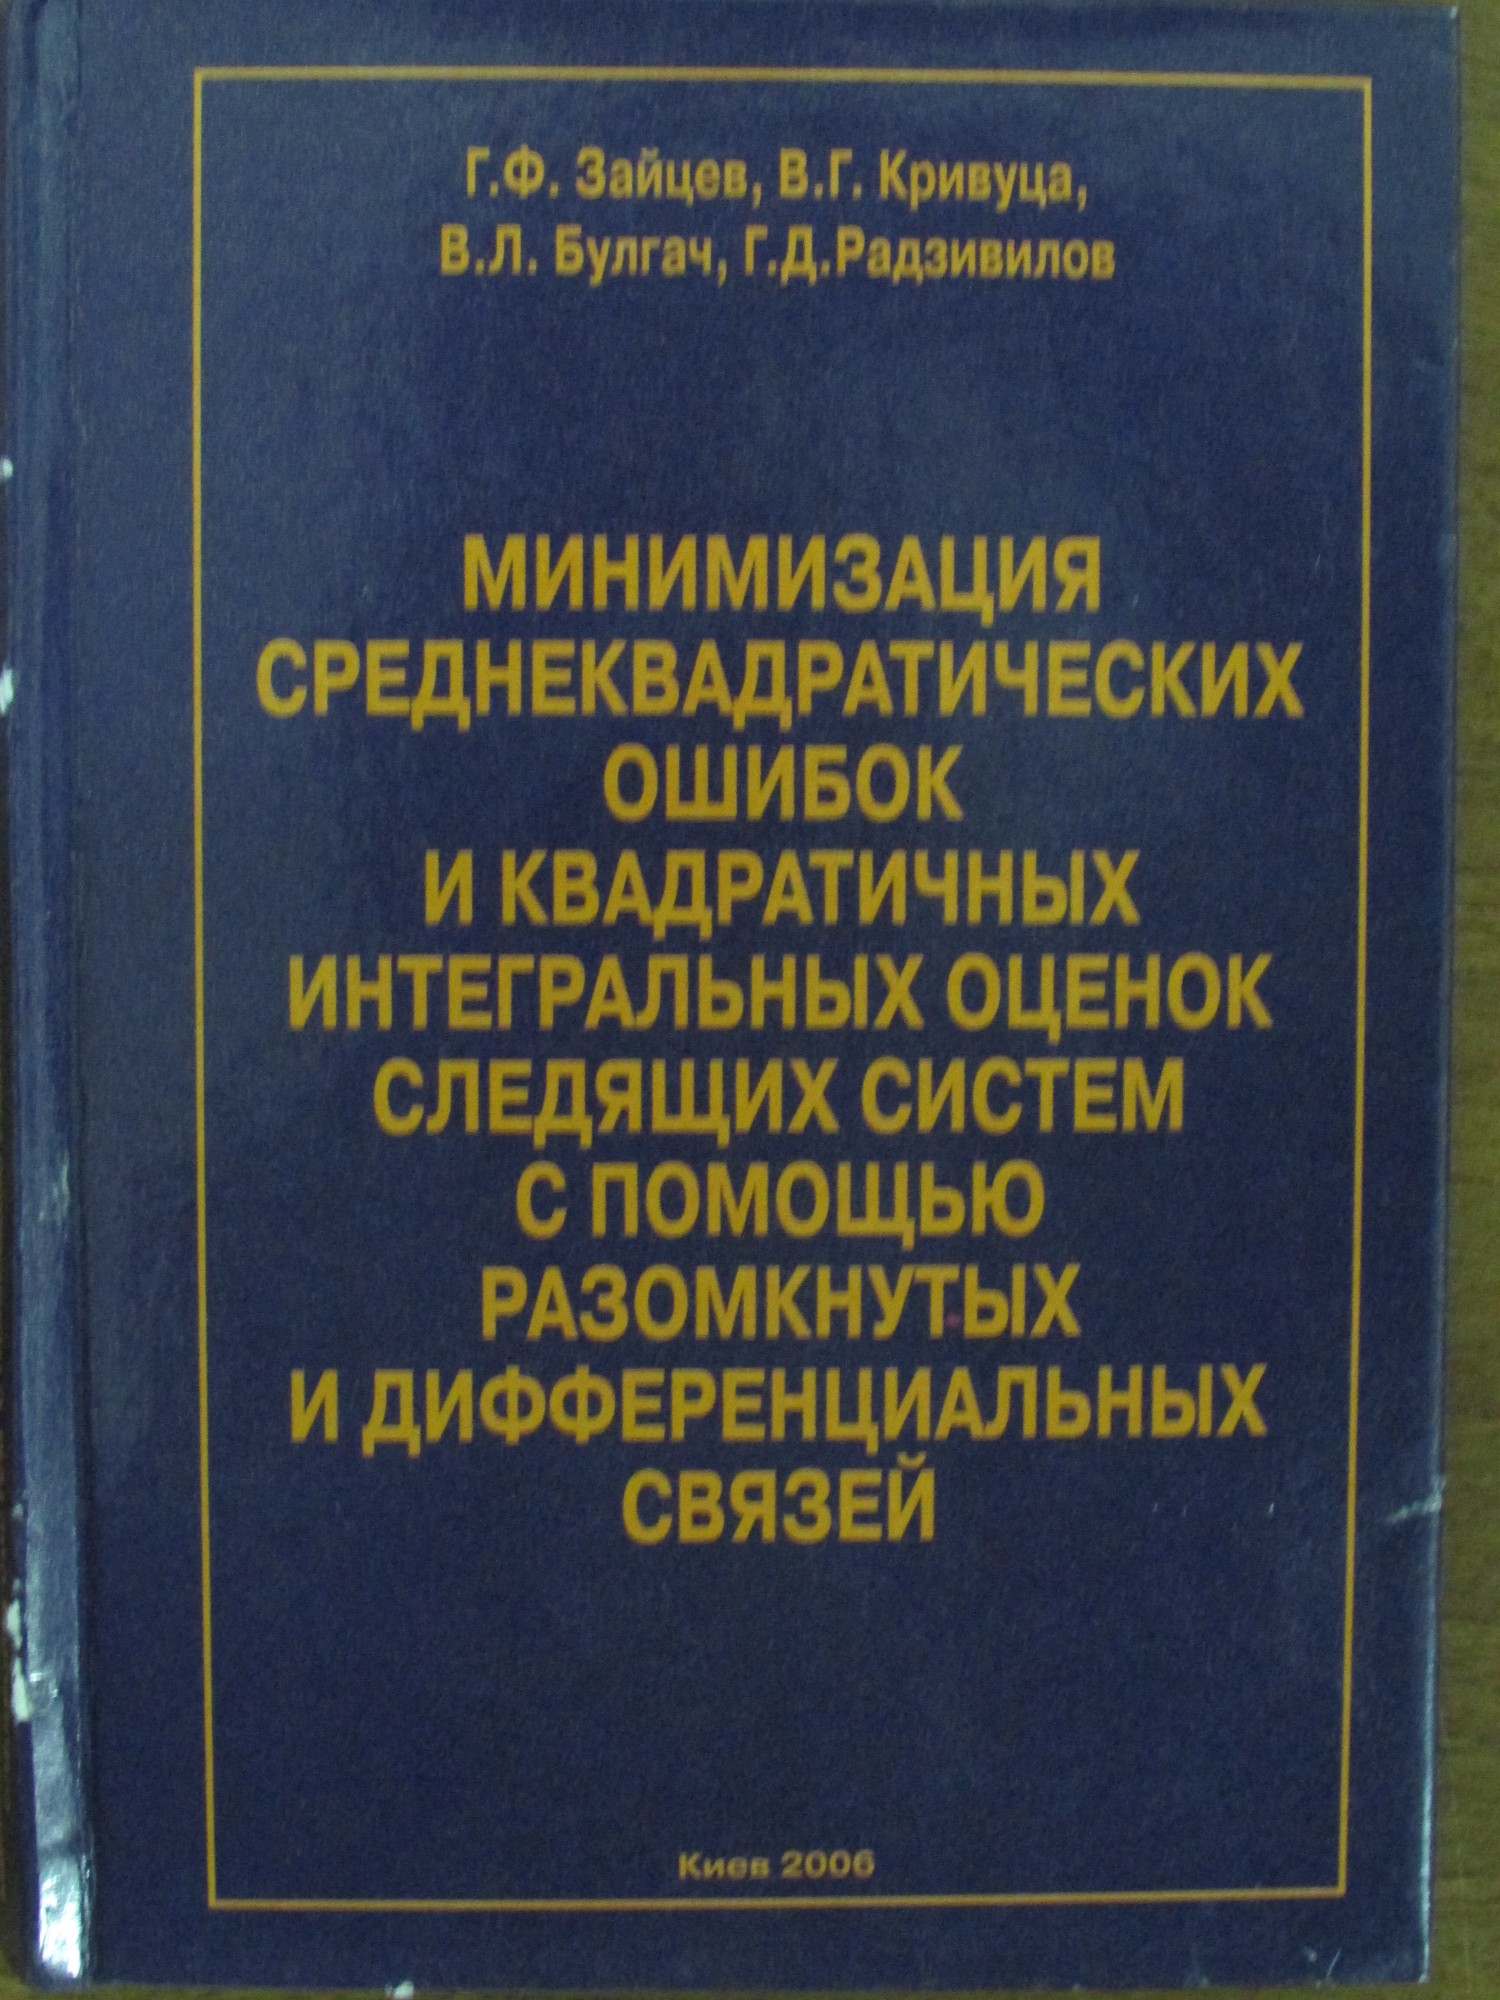 Г.Ф. Зайцев, В.Г. Кривуца,
В.Л. Булгач, Г.Д.Радзивилов
МИНИМИЗАЦИЯ
СРЕДНЕКВАДРАТИЧЕСКИХ
ОШИБОК
И КВАДРАТИЧНЫХ
ИНТЕГРАЛЬНЫХ ОЦЕНОК
СЛЕДЯЩИХ СИСТЕМ
С ПОМОЩЬЮ
РАЗОМКНУТЫХ
И ДИФФЕРЕНЦИАЛЬНЫХ
СВЯЗЕЙ
Киев 2006